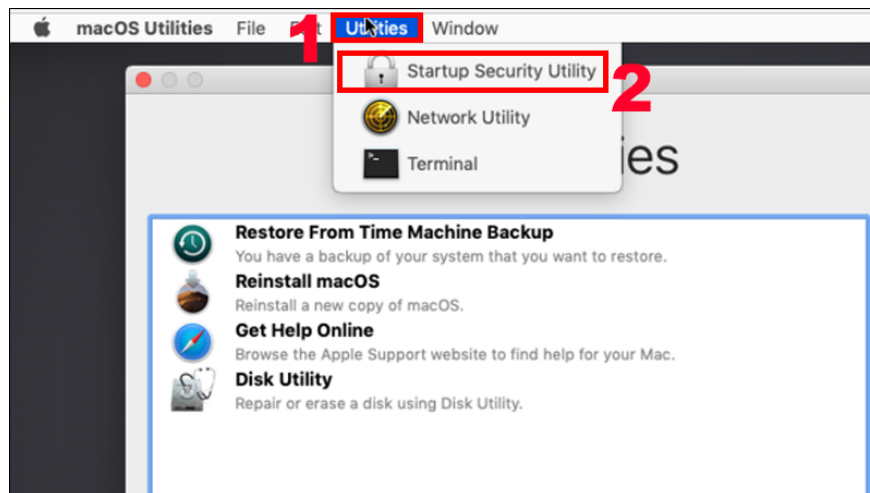 macOS Utilities File Utilities Window
1
Startup Security Utility
2
Network Utility
Terminal
ies
Restore From Time Machine Backup
You have a backup of your system that you want to restore.
Reinstall macOS
Reinstall a new copy of macOS.
Get Help Online
Browse the Apple Support website to find help for your Mac.
Disk Utility
Repair or erase a disk using Disk Utility.